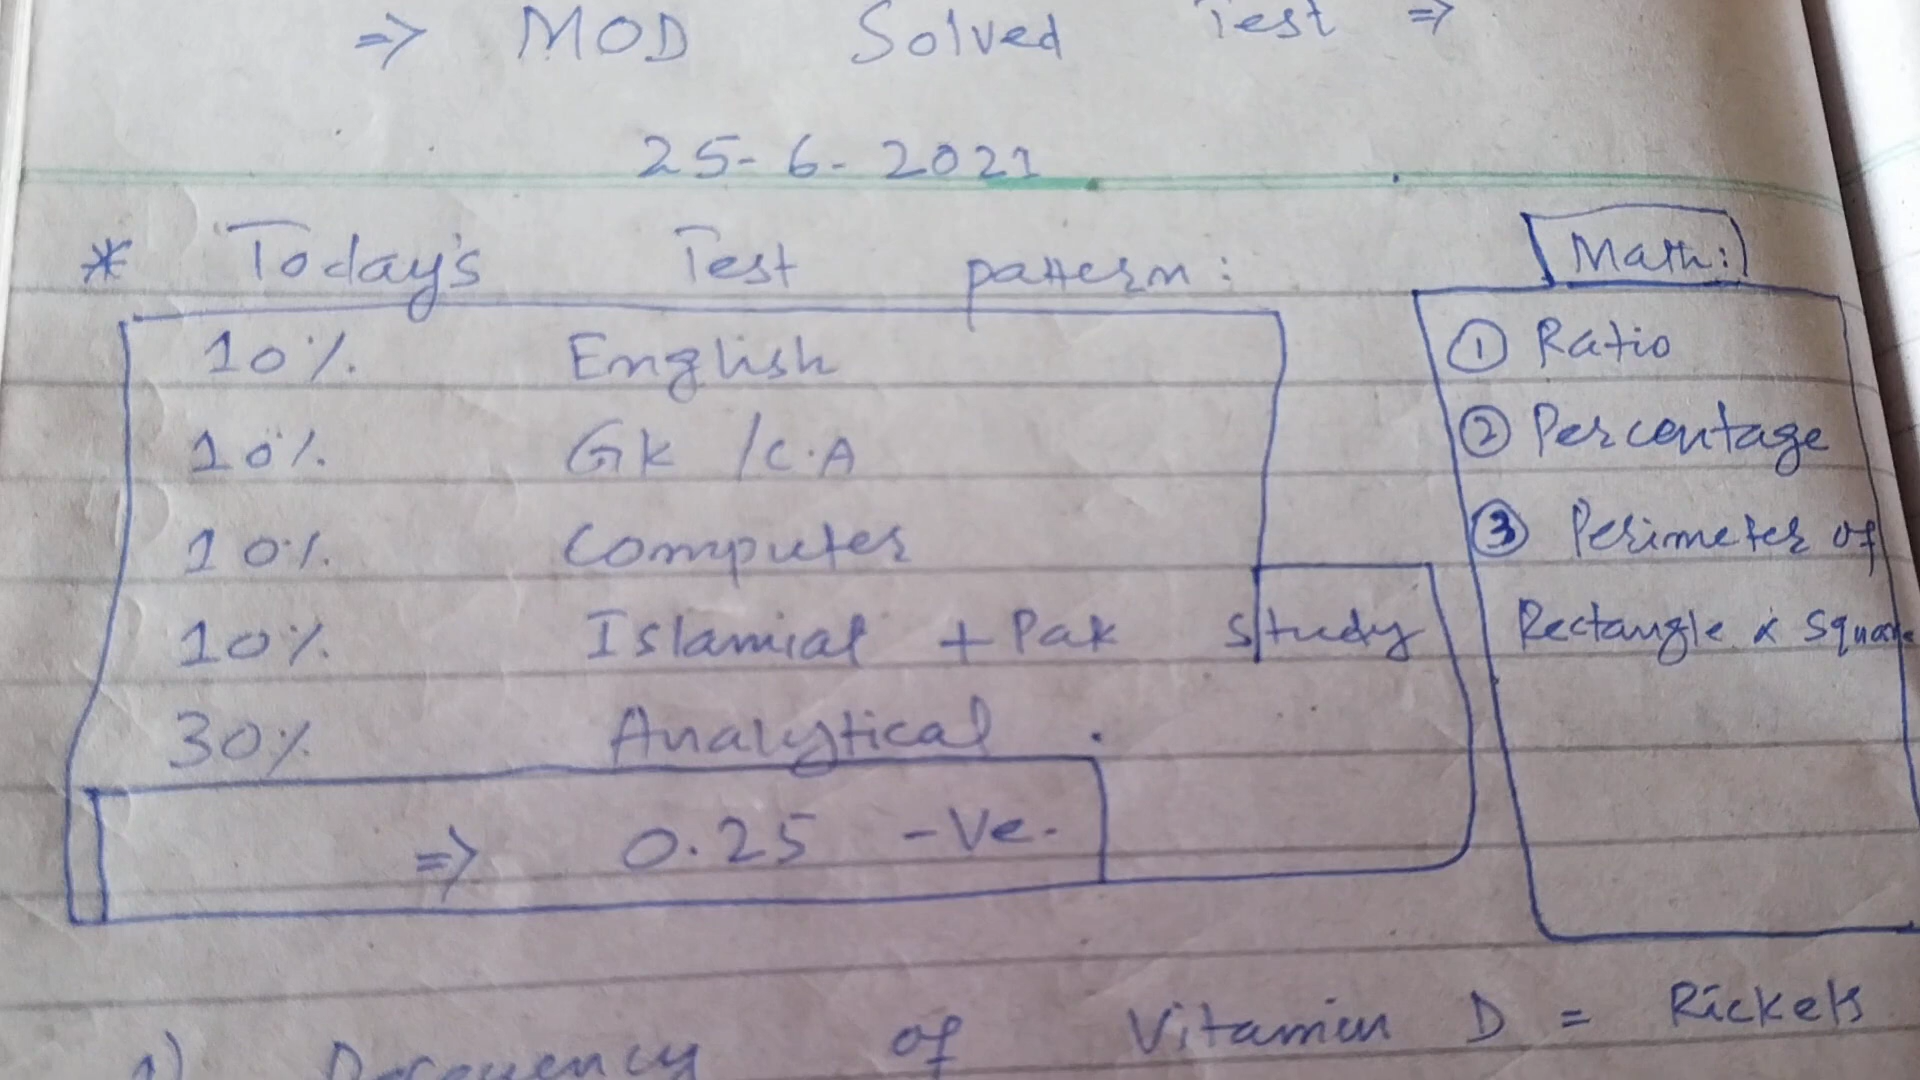 ⇒ MOD Solved Test ⇒
25-6-2021
* Today's Test pattern:
10% English
10% GK / C.A
10% Computer
10% Islamiat + Pak Study
30% Analytical.
⇒ 0.25 -Ve.
Math:
① Ratio
② Percentage
③ Perimeter of
Rectangle & Square
1) of Vitamin D = Rickets